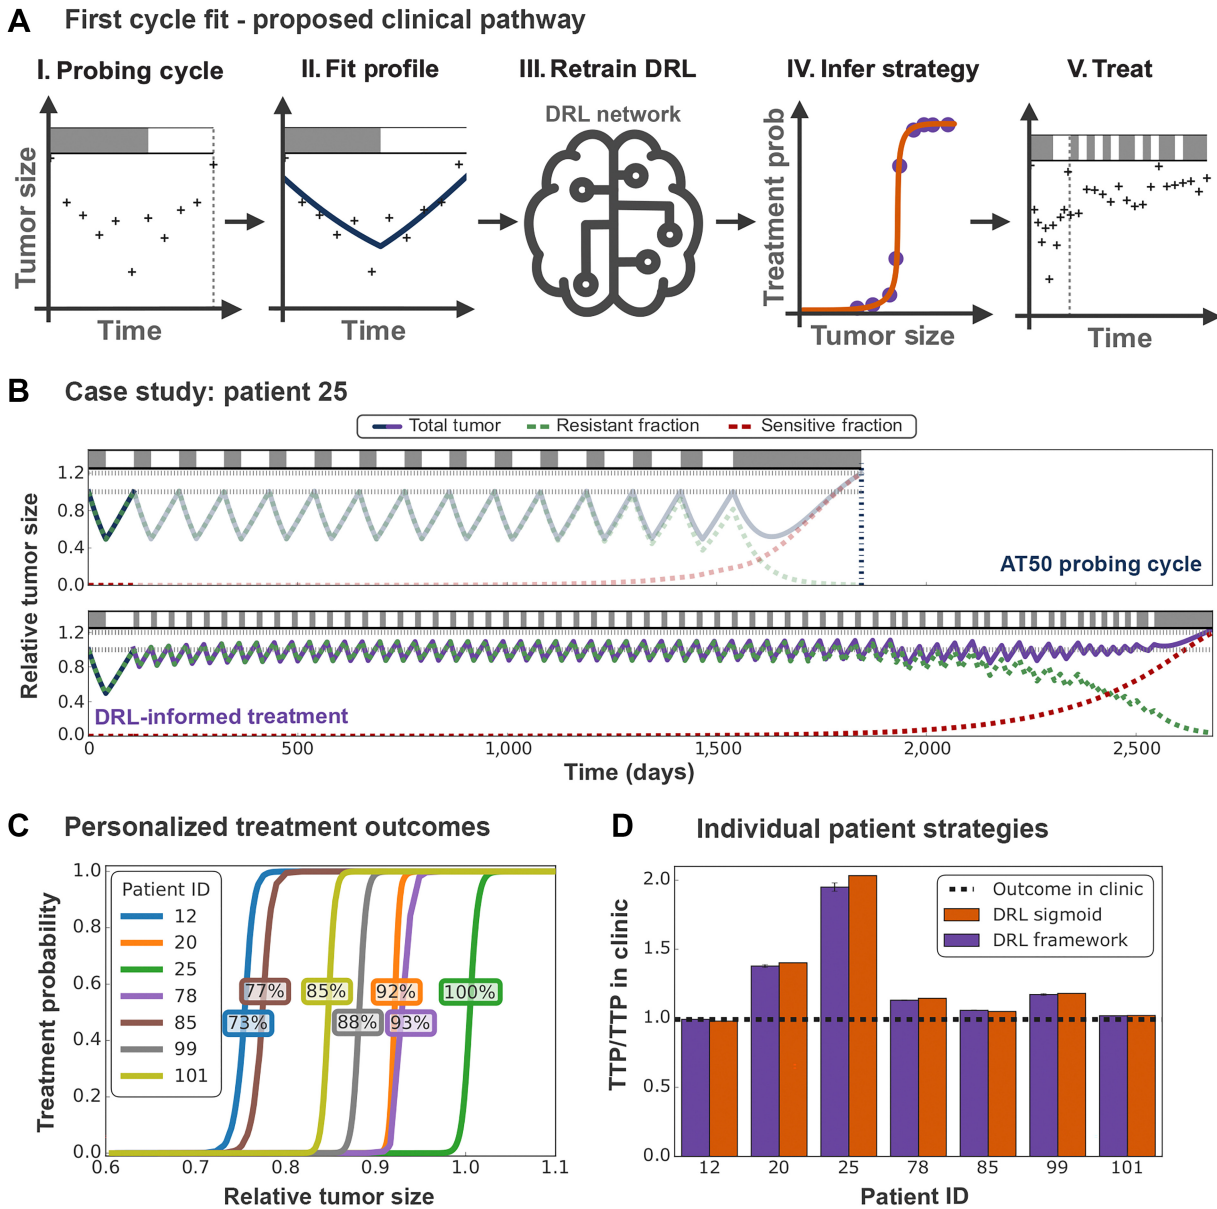 A First cycle fit - proposed clinical pathway
I. Probing cycle
II. Fit profile
III. Retrain DRL
IV. Infer strategy
V. Treat
Tumor size
Time
Time
DRL network
Treatment prob
Tumor size
Time
B Case study: patient 25
Total tumor
Resistant fraction
Sensitive fraction
Relative tumor size
1.2
0.8
0.4
0.0
AT50 probing cycle
1.2
0.8
0.4
0.0
DRL-informed treatment
0 500 1,000 1,500 2,000 2,500
Time (days)
C Personalized treatment outcomes
Treatment probability
1.0
0.8
0.6
0.4
0.2
0.0
Patient ID
12
20
25
78
85
99
101
77% 85% 92% 100%
73% 88% 93%
0.6 0.7 0.8 0.9 1.0 1.1
Relative tumor size
D Individual patient strategies
TTP/TTP in clinic
2.0
1.5
1.0
0.5
0.0
Outcome in clinic
DRL sigmoid
DRL framework
12 20 25 78 85 99 101
Patient ID